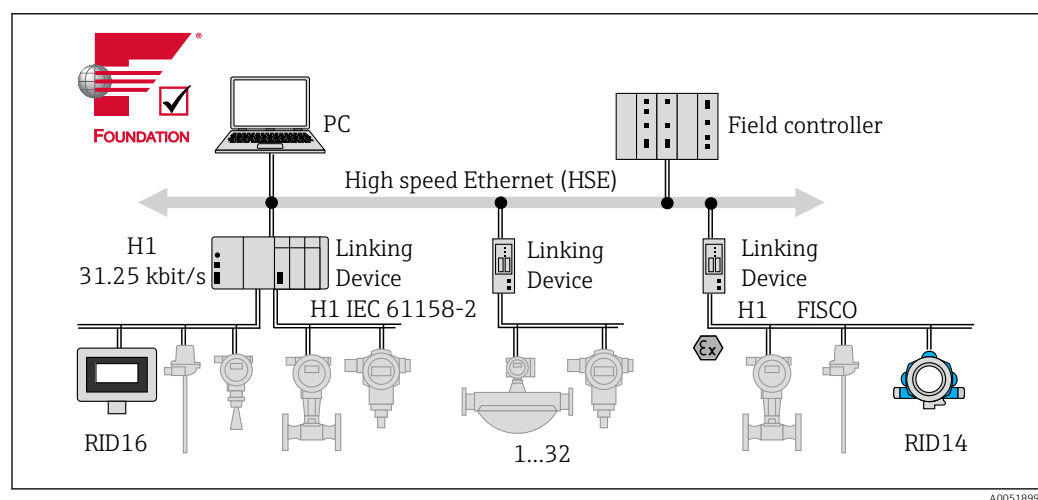 ®
FOUNDATION
PC
Field controller
High speed Ethernet (HSE)
H1
31.25 kbit/s
Linking
Device
Linking
Device
Linking
Device
H1 IEC 61158-2
H1 FISCO
εx
RID16
1...32
RID14
A0051899